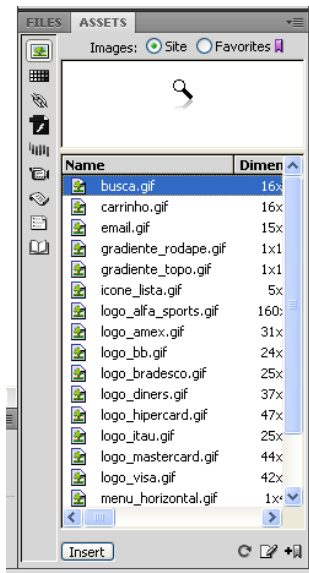 FILES ASSETS
Images: Site Favorites
Name Dimen
busca.gif 16x
carrinho.gif 16x
email.gif 15x
gradiente_rodape.gif 1x1
gradiente_topo.gif 1x1
icone_lista.gif 5x
logo_alfa_sports.gif 160:
logo_amex.gif 31x
logo_bb.gif 24x
logo_bradesco.gif 25x
logo_diners.gif 37x
logo_hipercard.gif 47x
logo_itau.gif 25x
logo_mastercard.gif 44x
logo_visa.gif 42x
menu_horizontal.gif 1x
Insert